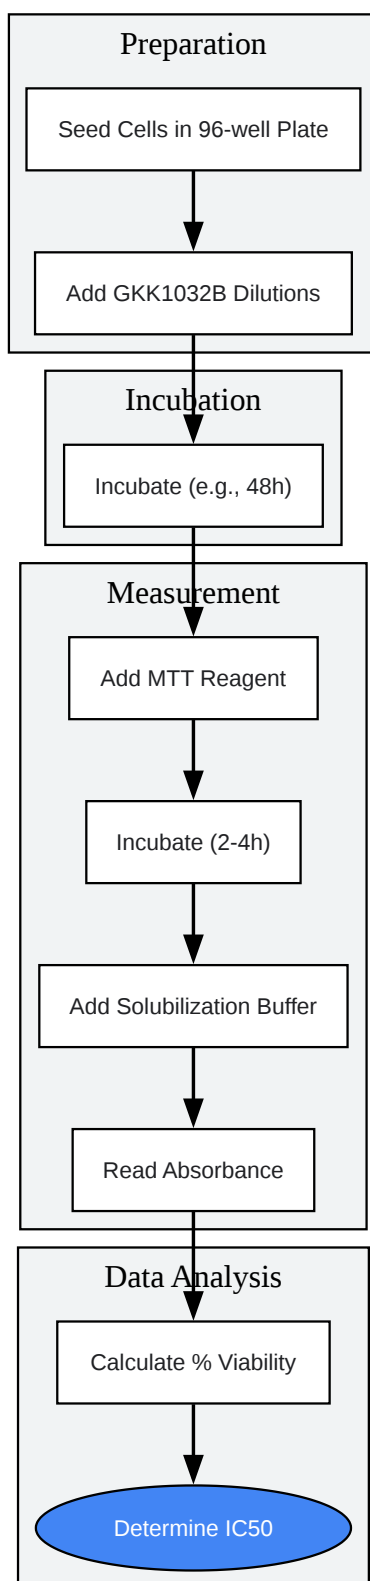 Preparation
Seed Cells in 96-well Plate
Add GKK1032B Dilutions
Incubation
Incubate (e.g., 48h)
Measurement
Add MTT Reagent
Incubate (2-4h)
Add Solubilization Buffer
Read Absorbance
Data Analysis
Calculate % Viability
Determine IC50